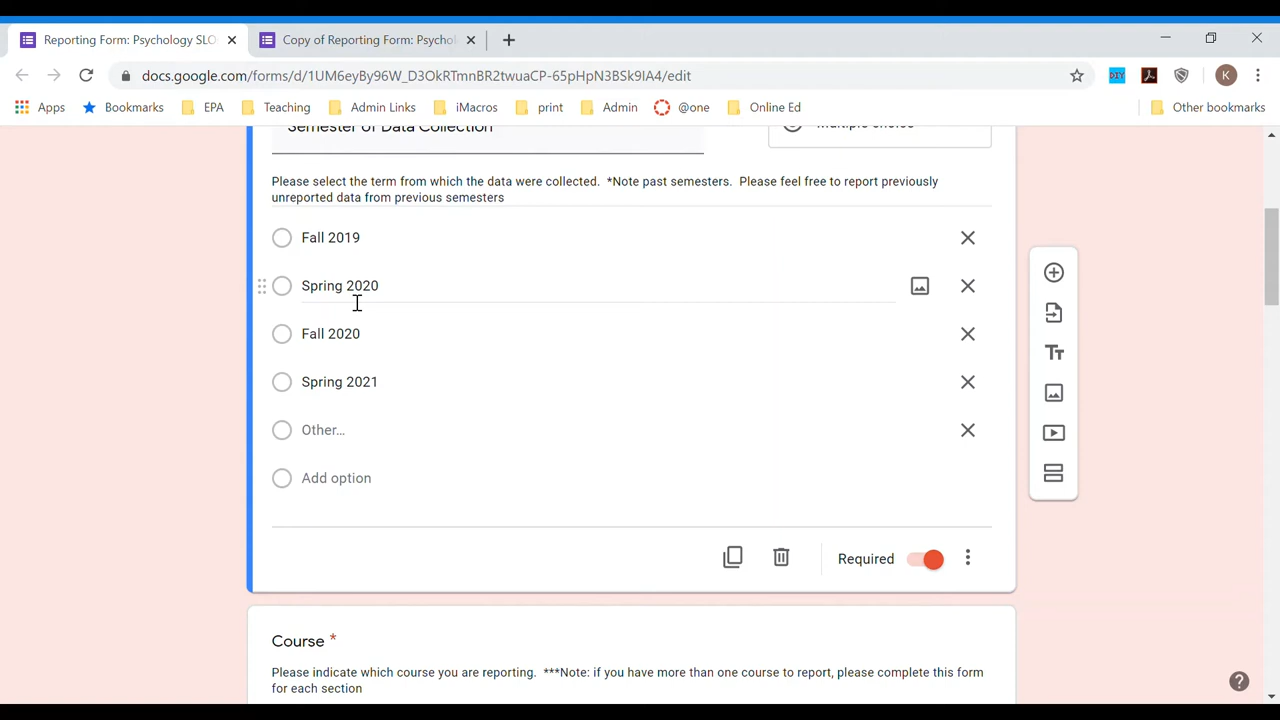 Reporting Form: Psychology SLO
Copy of Reporting Form: Psychol
docs.google.com/forms/d/1UM6eyBy96W_D3OkRTmnBR2twuaCP-65pHpN3BSk9IA4/edit
K
Apps
Bookmarks
EPA
Teaching
Admin Links
iMacros
print
Admin
@one
Online Ed
Other bookmarks
Semester of Data Collection
Multiple choice
Please select the term from which the data were collected. *Note past semesters. Please feel free to report previously
unreported data from previous semesters
Fall 2019
Spring 2020
Fall 2020
Spring 2021
Other...
Add option
Required
Course *
Please indicate which course you are reporting. ***Note: if you have more than one course to report, please complete this form
for each section